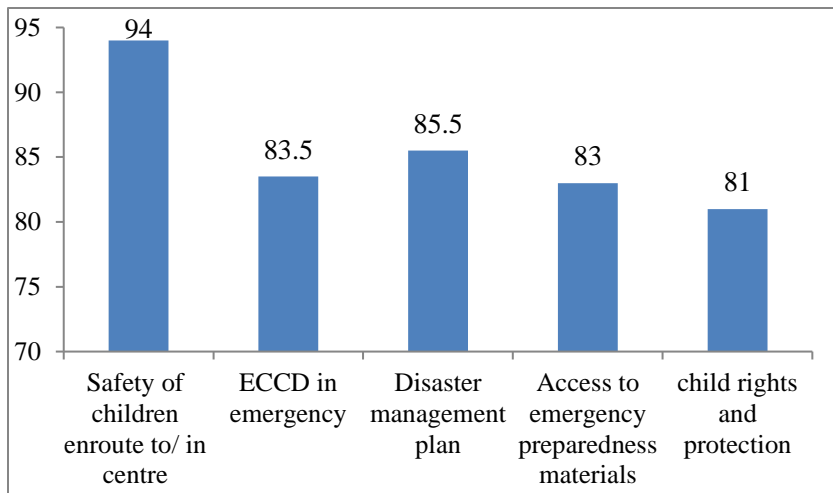 95
90
85
80
75
70
94
83.5
85.5
83
81
Safety of
children
enroute to/ in
centre
ECCD in
emergency
Disaster
management
plan
Access to
emergency
preparedness
materials
child rights
and
protection